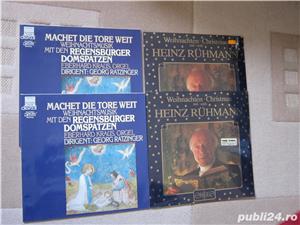 MACHET DIE TORE WEIT
WEIHNACHTSMUSIK
MIT DEN REGENSBURGER
DOMSPATZEN
EBERHARD KRAUS, ORGEL
DIRIGENT: GEORG RATZINGER
Weihnachten · Christmas
HEINZ RÜHMANN
MACHET DIE TORE WEIT
WEIHNACHTSMUSIK
MIT DEN REGENSBURGER
DOMSPATZEN
EBERHARD KRAUS, ORGEL
DIRIGENT: GEORG RATZINGER
Weihnachten · Christmas
HEINZ RÜHMANN
ORFEO
publi24.ro